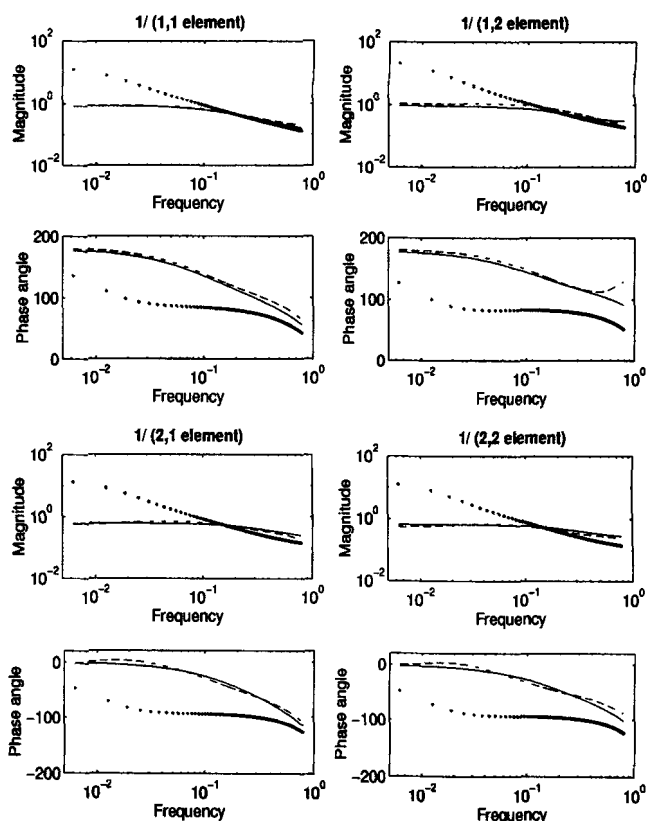 1/ (1,1 element)
1/ (1,2 element)
Magnitude
10^2
10^0
10^-2
10^-2 10^-1 10^0
Frequency
Magnitude
10^2
10^0
10^-2
10^-2 10^-1 10^0
Frequency
Phase angle
200
100
0
10^-2 10^-1 10^0
Frequency
Phase angle
200
100
0
10^-2 10^-1 10^0
Frequency
1/ (2,1 element)
1/ (2,2 element)
Magnitude
10^2
10^0
10^-2
10^-2 10^-1 10^0
Frequency
Magnitude
10^2
10^0
10^-2
10^-2 10^-1 10^0
Frequency
Phase angle
0
-100
-200
10^-2 10^-1 10^0
Frequency
Phase angle
0
-100
-200
10^-2 10^-1 10^0
Frequency